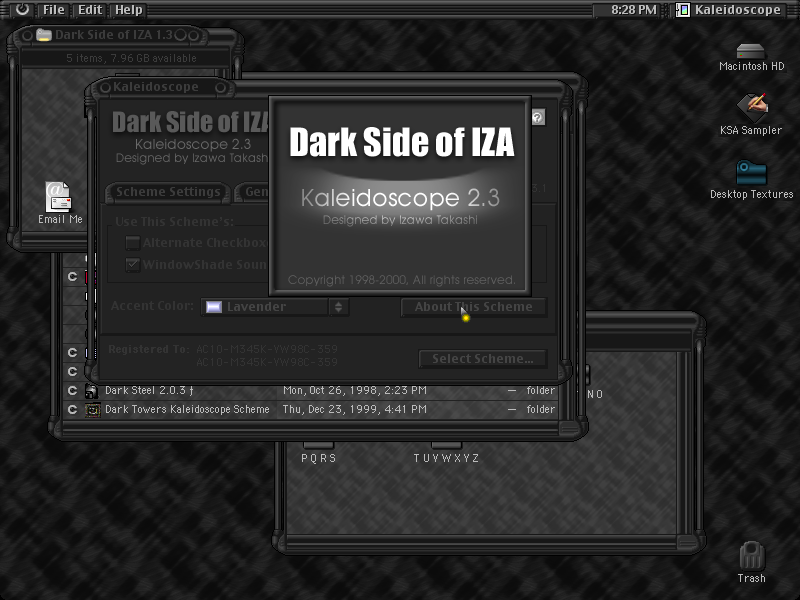 File Edit Help
8:28 PM
Kaleidoscope
Dark Side of IZA 1.3
5 items, 7.96 GB available
Email Me
Kaleidoscope
Dark Side of IZA
Kaleidoscope 2.3
Designed by Izawa Takashi
Scheme Settings
Gen
3.1
Use This Scheme's:
Alternate Checkbox
WindowShade Soun
Accent Color:
Lavender
About This Scheme
Registered To: AC10-M345K-YW98C-359
AC10-M345K-YW98C-359
Select Scheme...
Dark Side of IZA
Kaleidoscope 2.3
Designed by Izawa Takashi
Copyright 1998-2000, All rights reserved.
C
C
C
C Dark Steel 2.0.3 † Mon, Oct 26, 1998, 2:23 PM — folder
C Dark Towers Kaleidoscope Scheme Thu, Dec 23, 1999, 4:41 PM — folder
NO
PQRS
TUVWXYZ
Macintosh HD
KSA Sampler
Desktop Textures
Trash